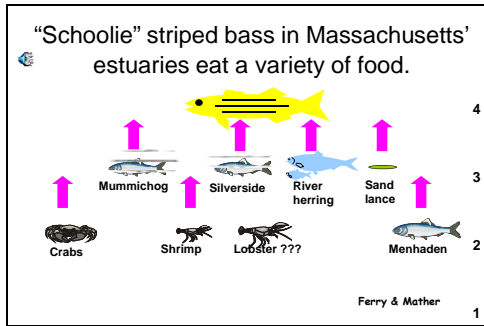 “Schoolie” striped bass in Massachusetts’
estuaries eat a variety of food.
4
Mummichog
Silverside
River
herring
Sand
lance
3
Crabs
Shrimp
Lobster ???
Menhaden
2
Ferry & Mather
1